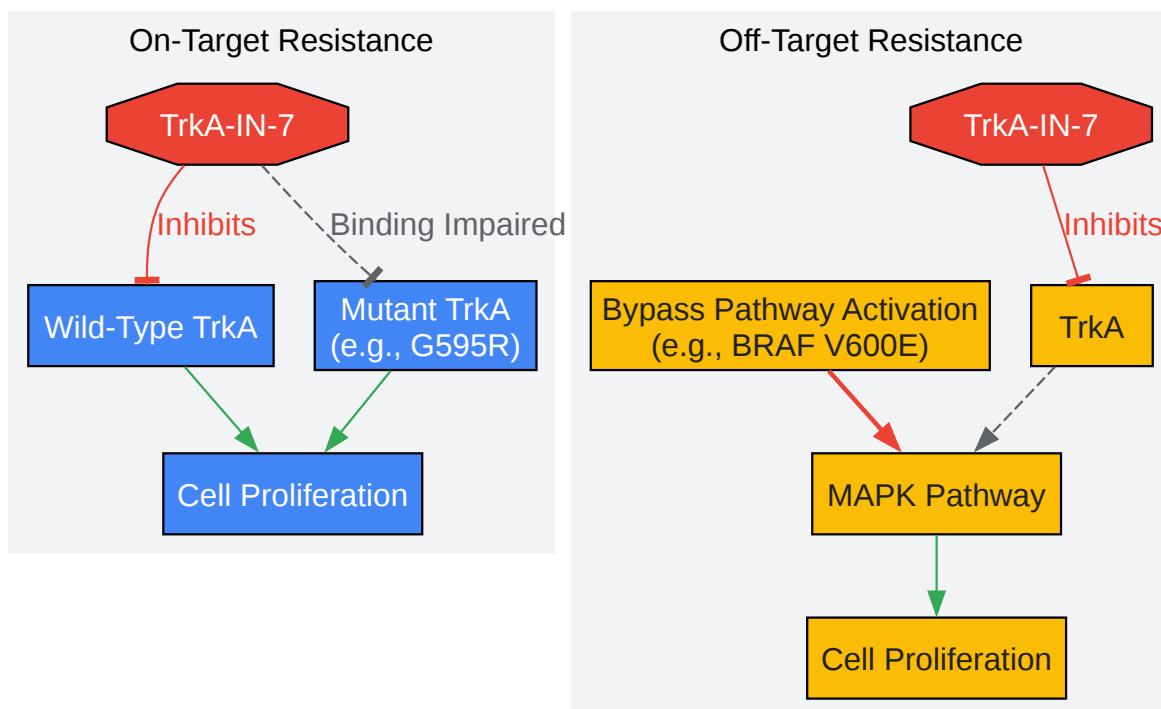 On-Target Resistance
TrkA-IN-7
Inhibits
Binding Impaired
Wild-Type TrkA
Mutant TrkA
(e.g., G595R)
Cell Proliferation
Off-Target Resistance
TrkA-IN-7
Inhibits
Bypass Pathway Activation
(e.g., BRAF V600E)
TrkA
MAPK Pathway
Cell Proliferation